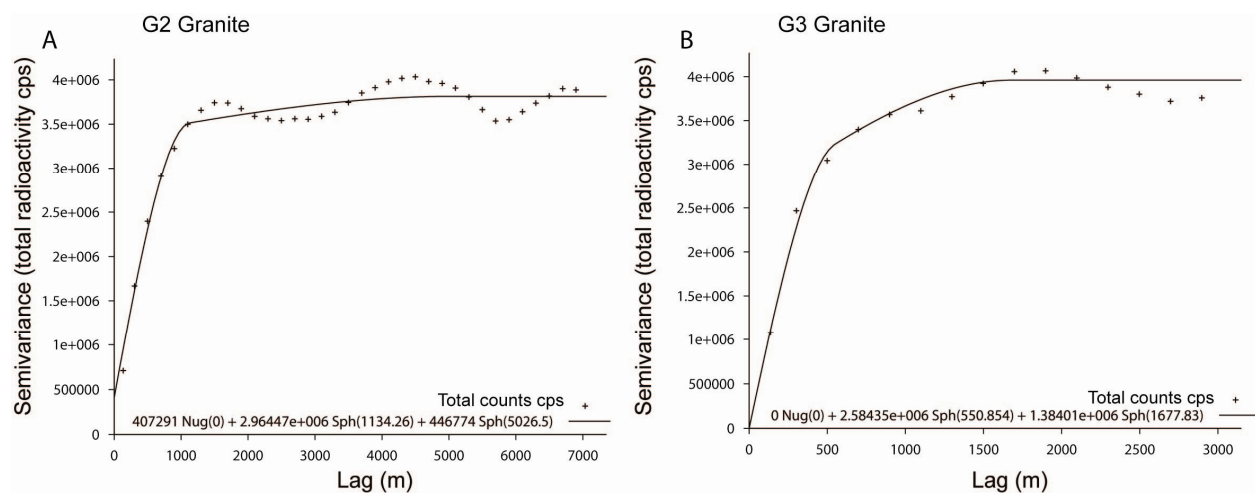 G2 Granite
A
Semivariance (total radioactivity cps)
4e+006
3.5e+006
3e+006
2.5e+006
2e+006
1.5e+006
1e+006
500000
0
Total counts cps
407291 Nug(0) + 2.96447e+006 Sph(1134.26) + 446774 Sph(5026.5)
0 1000 2000 3000 4000 5000 6000 7000
Lag (m)
G3 Granite
B
Semivariance (total radioactivity cps)
4e+006
3.5e+006
3e+006
2.5e+006
2e+006
1.5e+006
1e+006
500000
0
Total counts cps
0 Nug(0) + 2.58435e+006 Sph(550.854) + 1.38401e+006 Sph(1677.83)
0 500 1000 1500 2000 2500 3000
Lag (m)